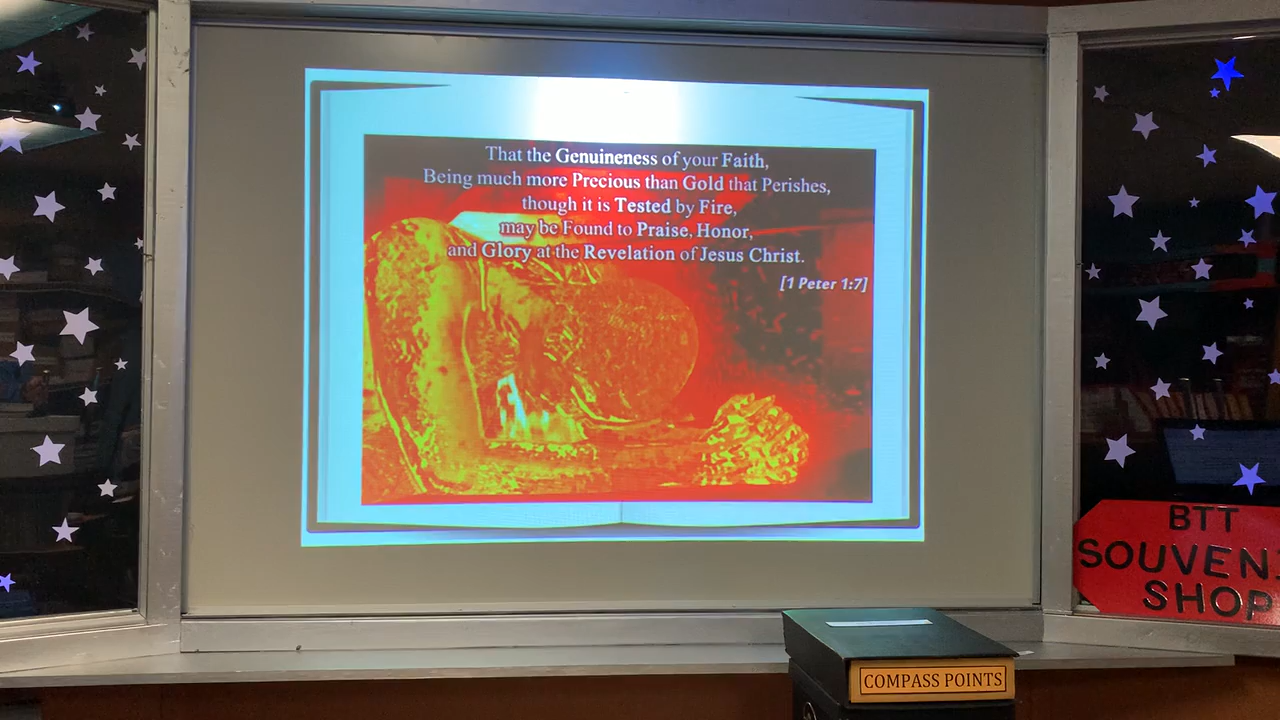 That the Genuineness of your Faith,
Being much more Precious than Gold that Perishes,
though it is Tested by Fire,
may be Found to Praise, Honor,
and Glory at the Revelation of Jesus Christ.
[1 Peter 1:7]
BTT
SOUVENI
SHOP
COMPASS POINTS